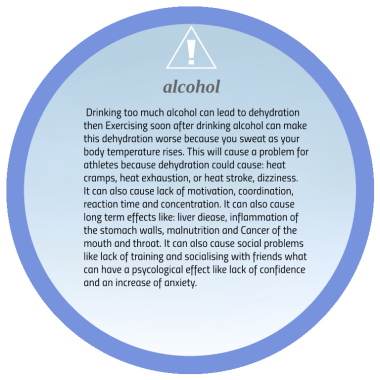 !
alcohol
Drinking too much alcohol can lead to dehydration
then Exercising soon after drinking alcohol can make
this dehydration worse because you sweat as your
body temperature rises. This will cause a problem for
athletes because dehydration could cause: heat
cramps, heat exhaustion, or heat stroke, dizziness.
It can also cause lack of motivation, coordination,
reaction time and concentration. It can also cause
long term effects like: liver diease, inflammation of
the stomach walls, malnutrition and Cancer of the
mouth and throat. It can also cause social problems
like lack of training and socialising with friends what
can have a psycological effect like lack of confidence
and an increase of anxiety.